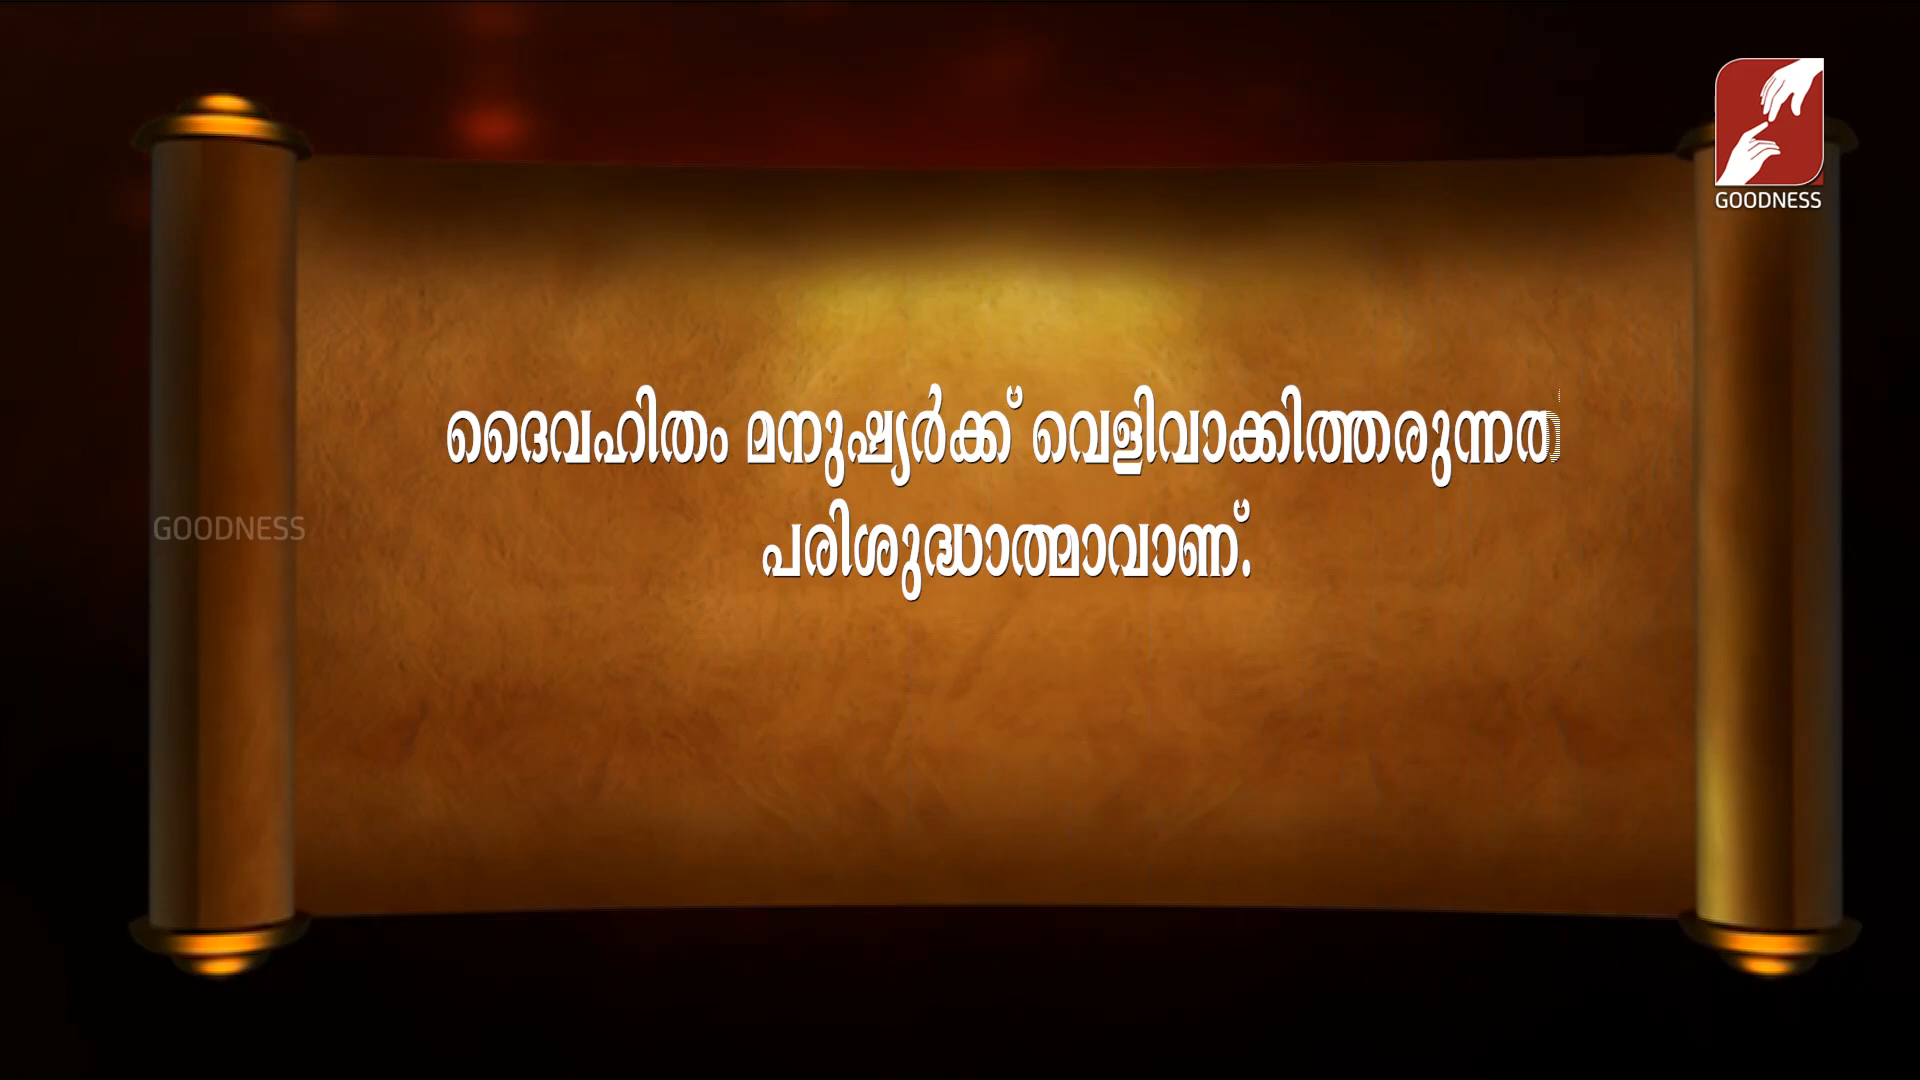 GOODNESS
ദൈവഹിതം മനുഷ്യർക്ക് വെളിവാക്കിത്തരുന്നത
GOODNESS
പരിശുദ്ധാത്മാവാണ്.